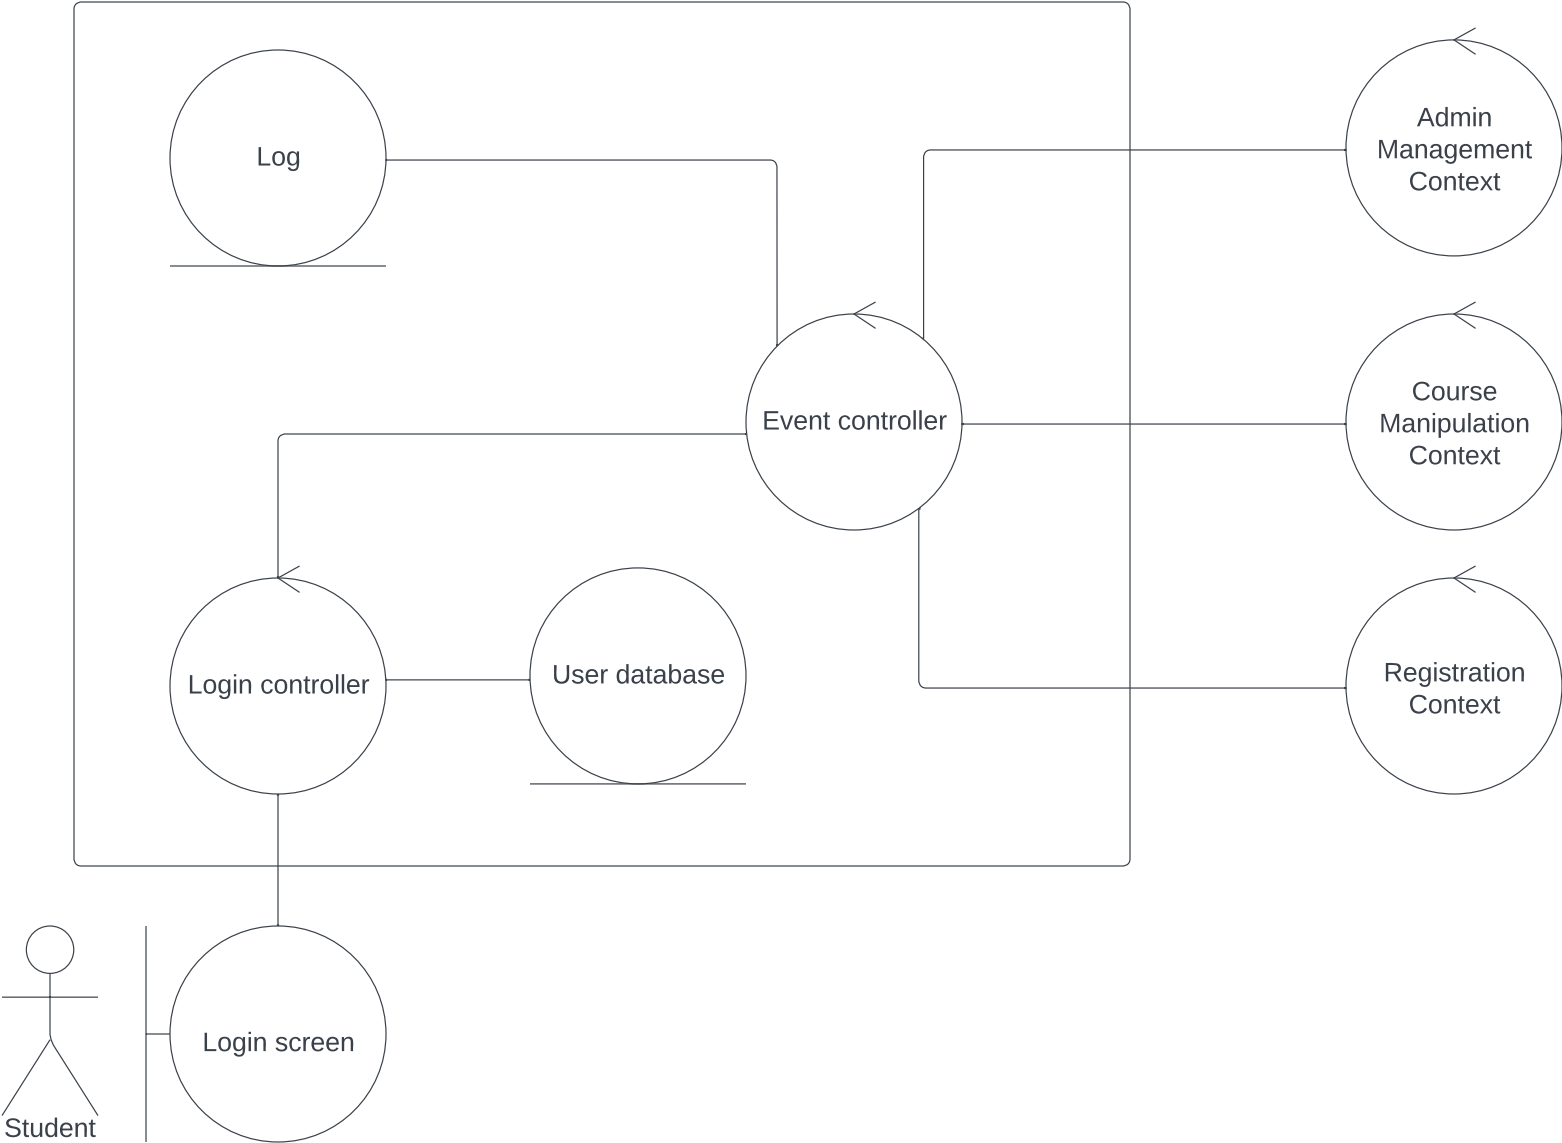 Log
Admin
Management
Context
Event controller
Course
Manipulation
Context
Login controller
User database
Registration
Context
Login screen
Student